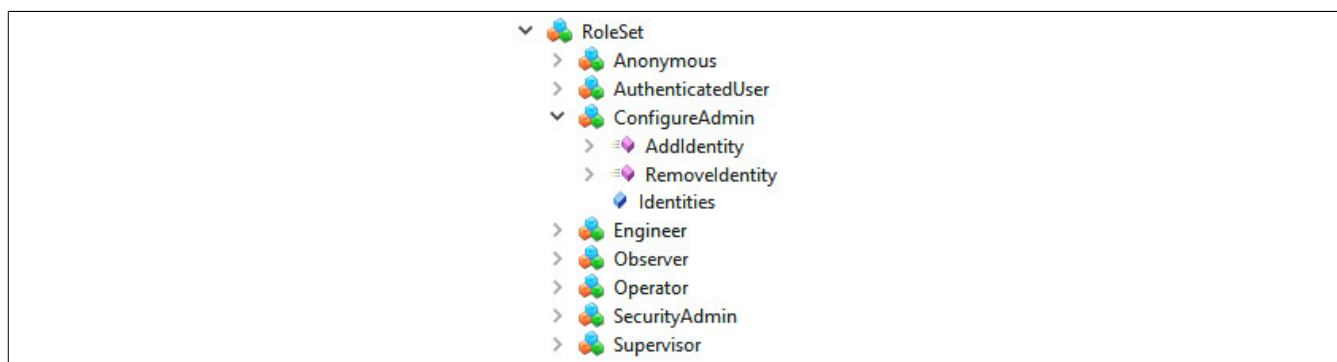 RoleSet
Anonymous
AuthenticatedUser
ConfigureAdmin
AddIdentity
RemoveIdentity
Identities
Engineer
Observer
Operator
SecurityAdmin
Supervisor